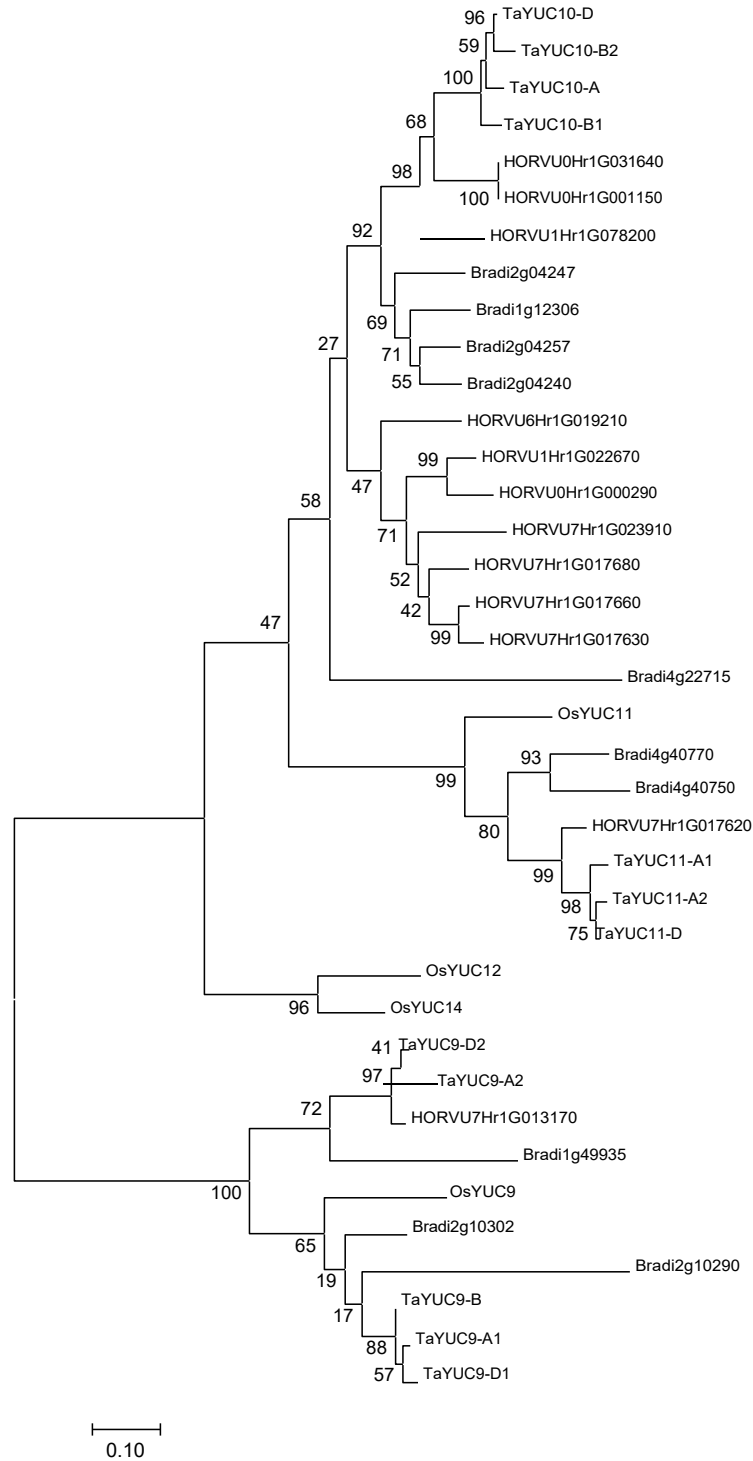 96
TaYUC10-D
59
TaYUC10-B2
100
TaYUC10-A
68
TaYUC10-B1
98
HORVU0Hr1G031640
100
HORVU0Hr1G001150
92
HORVU1Hr1G078200
Bradi2g04247
69
Bradi1g12306
27
71
Bradi2g04257
55
Bradi2g04240
HORVU6Hr1G019210
99
HORVU1Hr1G022670
47
HORVU0Hr1G000290
58
71
HORVU7Hr1G023910
52
HORVU7Hr1G017680
42
HORVU7Hr1G017660
47
99
HORVU7Hr1G017630
Bradi4g22715
OsYUC11
99
93
Bradi4g40770
Bradi4g40750
80
HORVU7Hr1G017620
99
TaYUC11-A1
98
TaYUC11-A2
75
TaYUC11-D
OsYUC12
96
OsYUC14
41
TaYUC9-D2
97
TaYUC9-A2
72
HORVU7Hr1G013170
Bradi1g49935
100
OsYUC9
65
Bradi2g10302
19
Bradi2g10290
17
TaYUC9-B
88
TaYUC9-A1
57
TaYUC9-D1
0.10